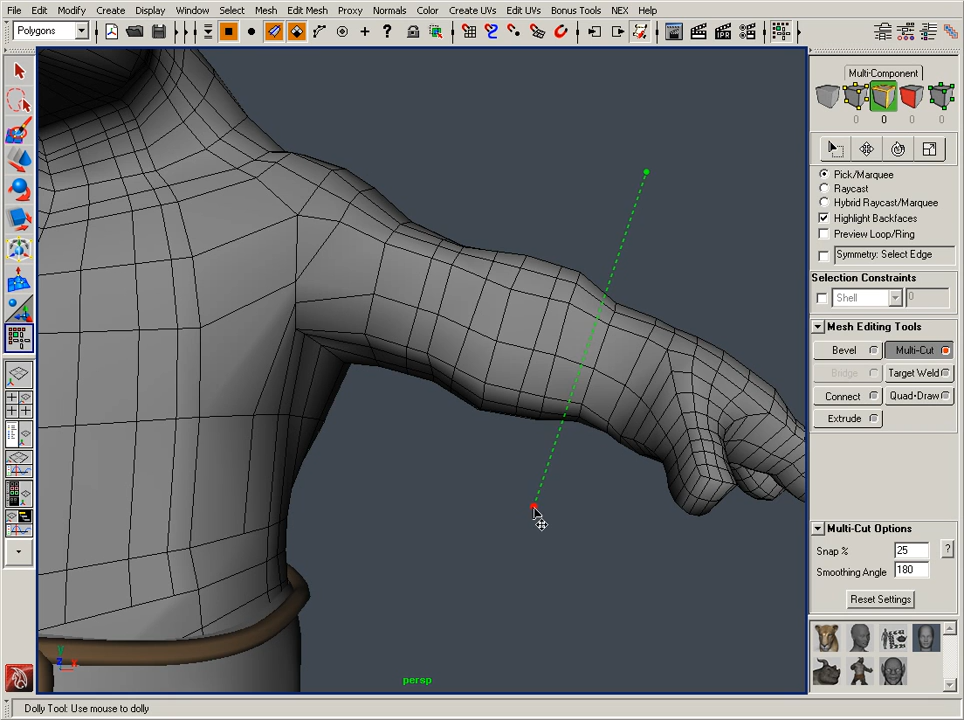 File Edit Modify Create Display Window Select Mesh Edit Mesh Proxy Normals Color Create UVs Edit UVs Bonus Tools NEX Help
Polygons
Multi-Component
0 0 0 0
Pick/Marquee
Raycast
Hybrid Raycast/Marquee
Highlight Backfaces
Preview Loop/Ring
Symmetry: Select Edge
Selection Constraints
Shell 0
Mesh Editing Tools
Bevel Multi-Cut
Bridge Target Weld
Connect Quad-Draw
Extrude
Multi-Cut Options
Snap % 25 ?
Smoothing Angle 180
Reset Settings
y
z x
persp
Dolly Tool: Use mouse to dolly